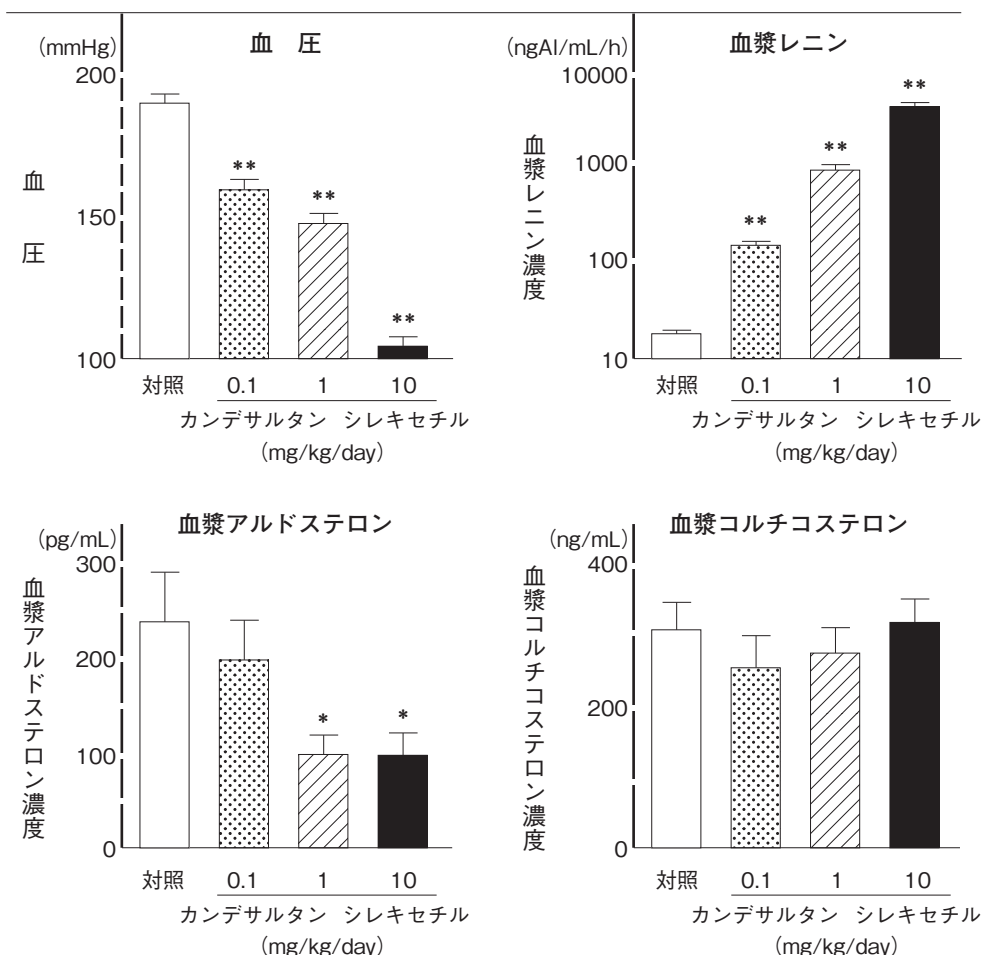 血 圧
(mmHg)
200
150
100
血圧
**
**
**
対照 0.1 1 10
カンデサルタン シレキセチル
(mg/kg/day)
血漿レニン
(ngAI/mL/h)
10000
1000
100
10
血漿レニン濃度
**
**
**
対照 0.1 1 10
カンデサルタン シレキセチル
(mg/kg/day)
血漿アルドステロン
(pg/mL)
300
200
100
0
血漿アルドステロン濃度
*
*
対照 0.1 1 10
カンデサルタン シレキセチル
(mg/kg/day)
血漿コルチコステロン
(ng/mL)
400
200
0
血漿コルチコステロン濃度
対照 0.1 1 10
カンデサルタン シレキセチル
(mg/kg/day)